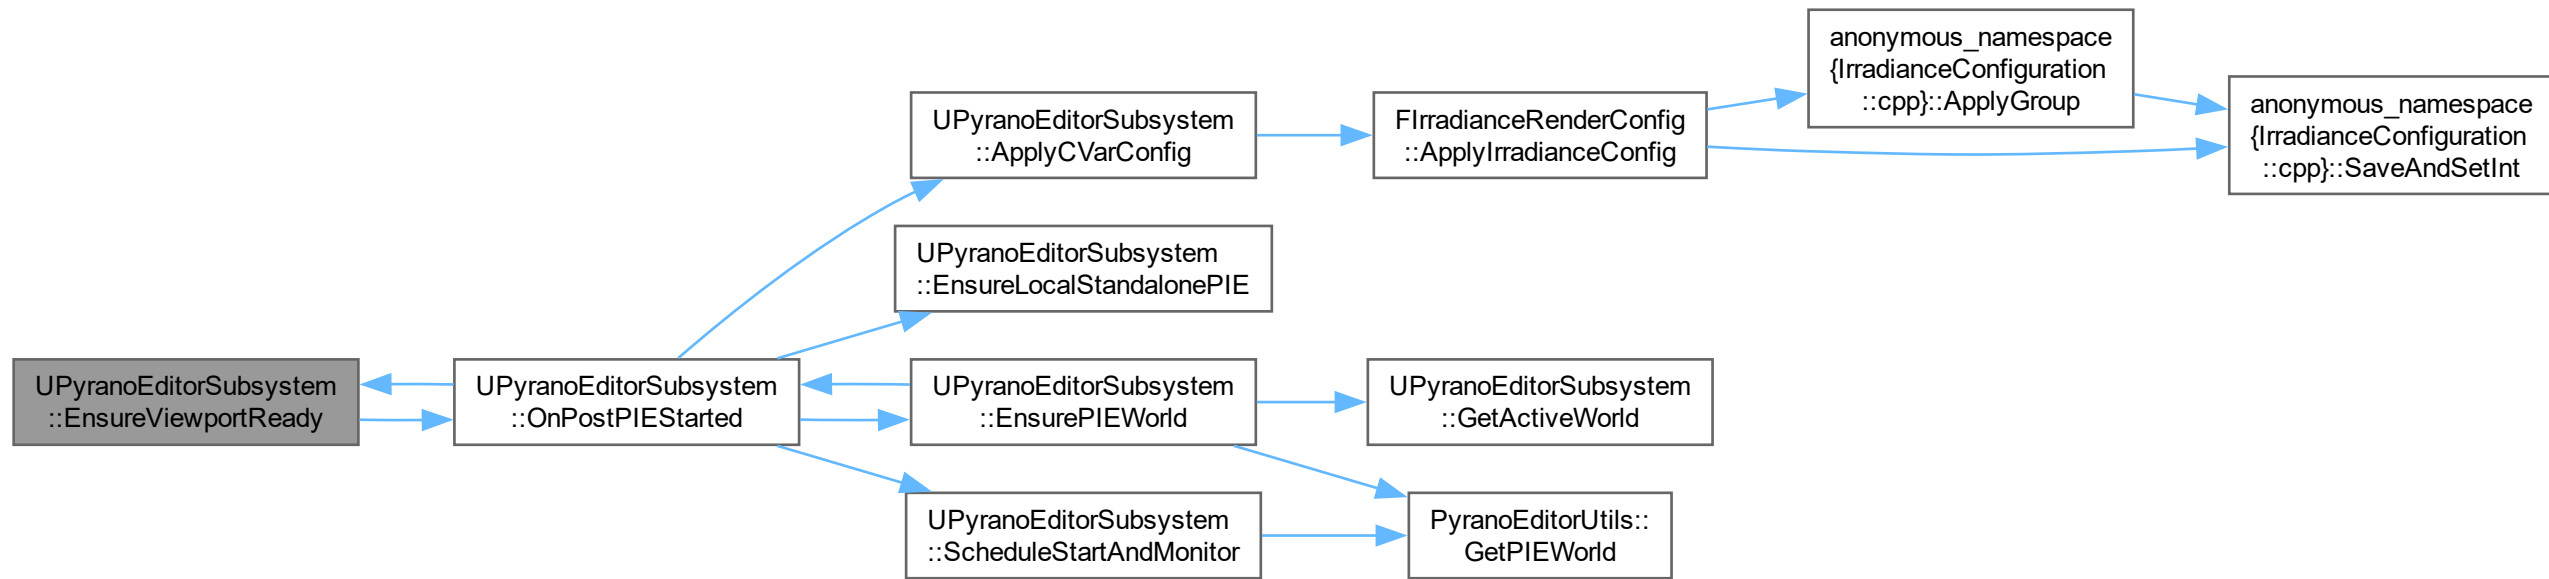 UPyranoEditorSubsystem
::EnsureViewportReady
UPyranoEditorSubsystem
::OnPostPIEStarted
UPyranoEditorSubsystem
::ApplyCVarConfig
UPyranoEditorSubsystem
::EnsureLocalStandalonePIE
UPyranoEditorSubsystem
::EnsurePIEWorld
UPyranoEditorSubsystem
::ScheduleStartAndMonitor
FIrradianceRenderConfig
::ApplyIrradianceConfig
UPyranoEditorSubsystem
::GetActiveWorld
PyranoEditorUtils::
GetPIEWorld
anonymous_namespace
{IrradianceConfiguration
::cpp}::ApplyGroup
anonymous_namespace
{IrradianceConfiguration
::cpp}::SaveAndSetInt